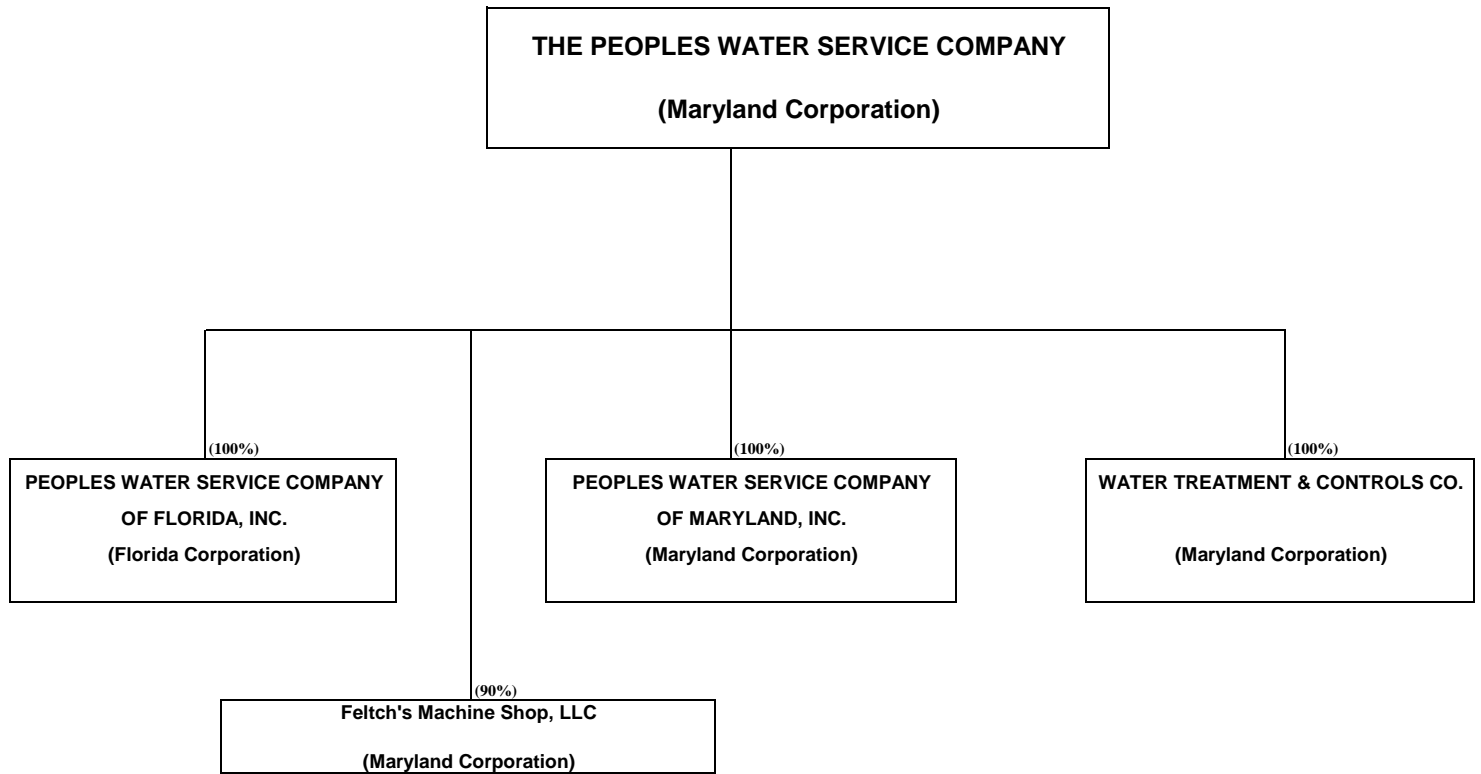 THE PEOPLES WATER SERVICE COMPANY
(Maryland Corporation)
(100%)
PEOPLES WATER SERVICE COMPANY
OF FLORIDA, INC.
(Florida Corporation)
(100%)
PEOPLES WATER SERVICE COMPANY
OF MARYLAND, INC.
(Maryland Corporation)
(100%)
WATER TREATMENT & CONTROLS CO.
(Maryland Corporation)
(90%)
Feltch's Machine Shop, LLC
(Maryland Corporation)